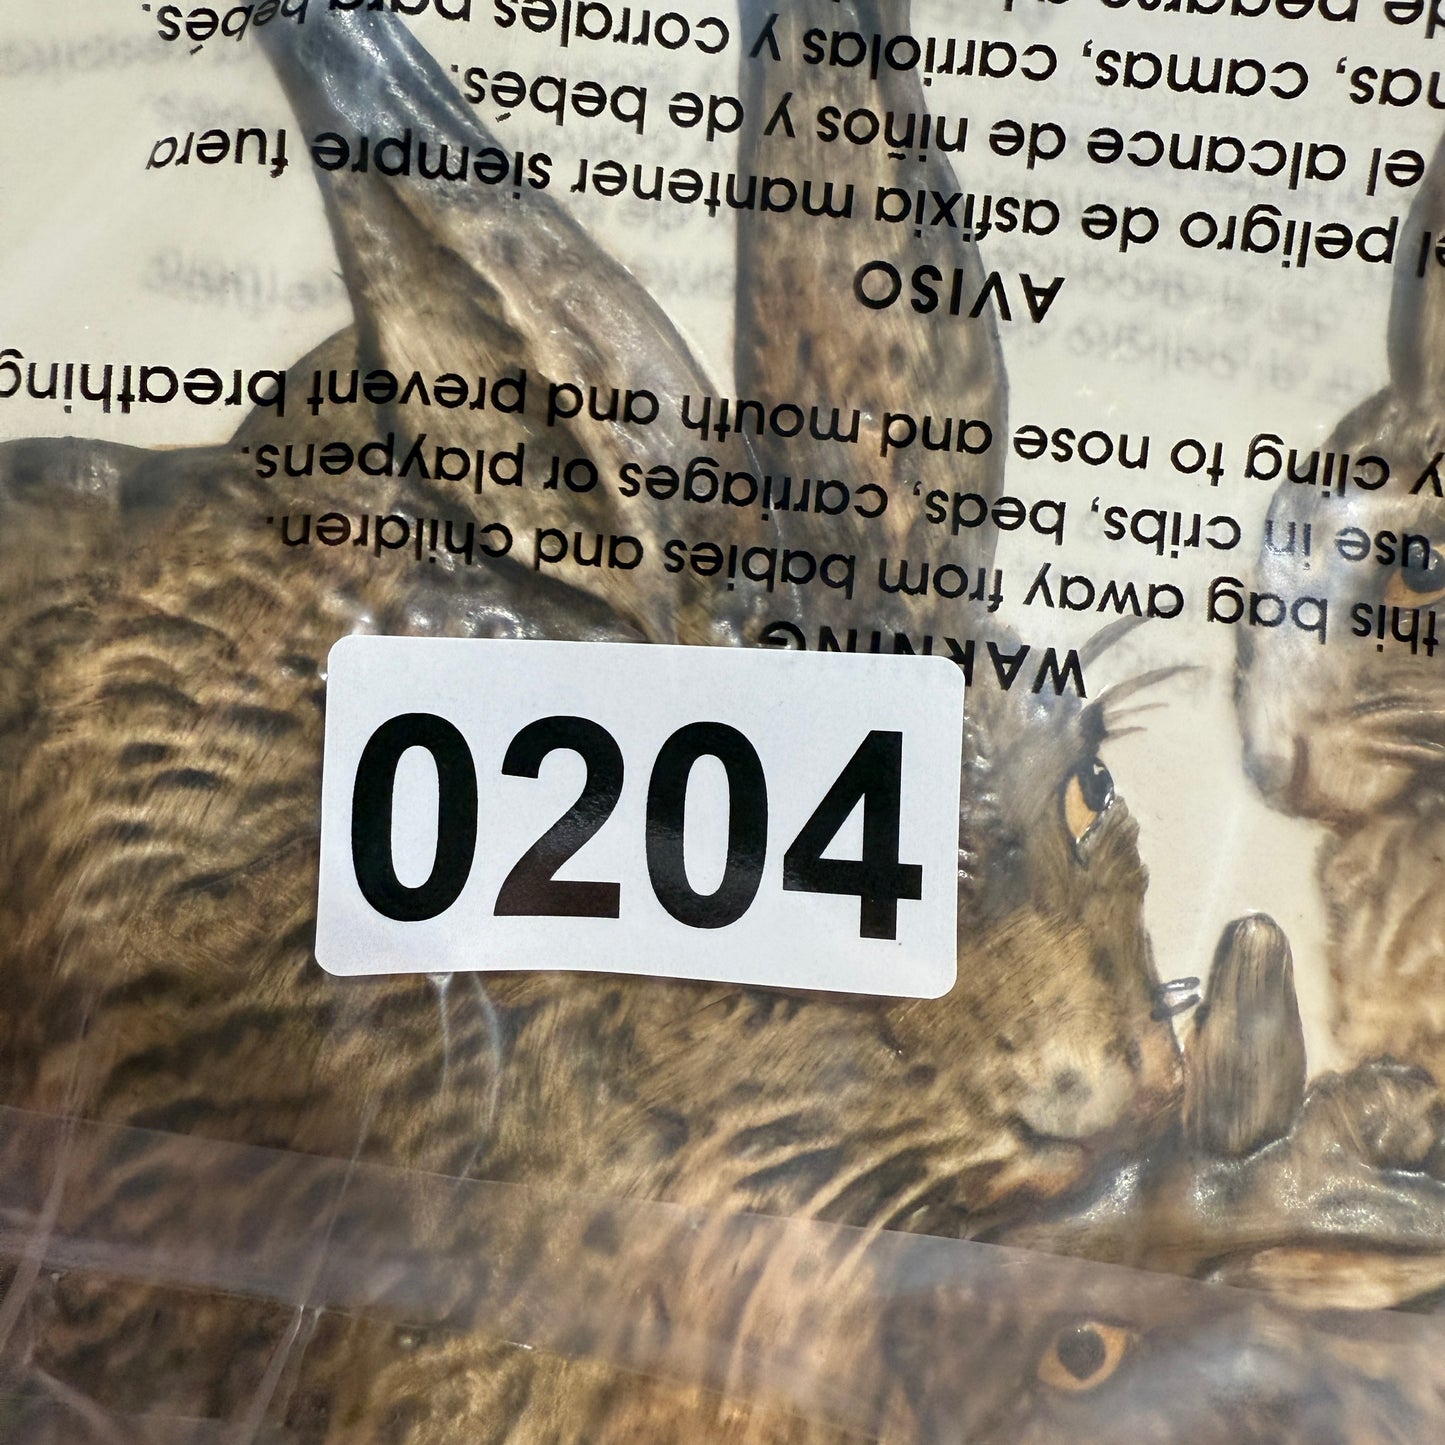 0204
WARNING
this bag away from babies and children.
use in cribs, beds, carriages or playpens.
y cling to nose and mouth and prevent breathing
AVISO
el peligro de asfixia mantener siempre fuera
el alcance de niños y de bebés.
nas, camas, carriolas y corrales para bebés.
de pegarse